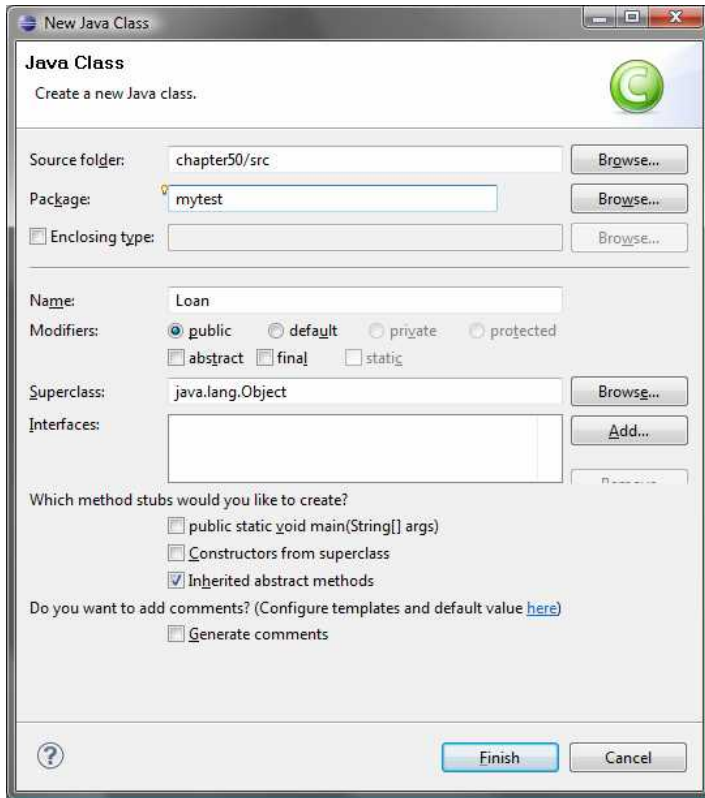 New Java Class
Java Class
Create a new Java class.
C
Source folder: chapter50/src Browse...
Package: mytest Browse...
Enclosing type: Browse...
Name: Loan
Modifiers: public default private protected
abstract final static
Superclass: java.lang.Object Browse...
Interfaces: Add...
Remove
Which method stubs would you like to create?
public static void main(String[] args)
Constructors from superclass
Inherited abstract methods
Do you want to add comments? (Configure templates and default value here)
Generate comments
? Finish Cancel